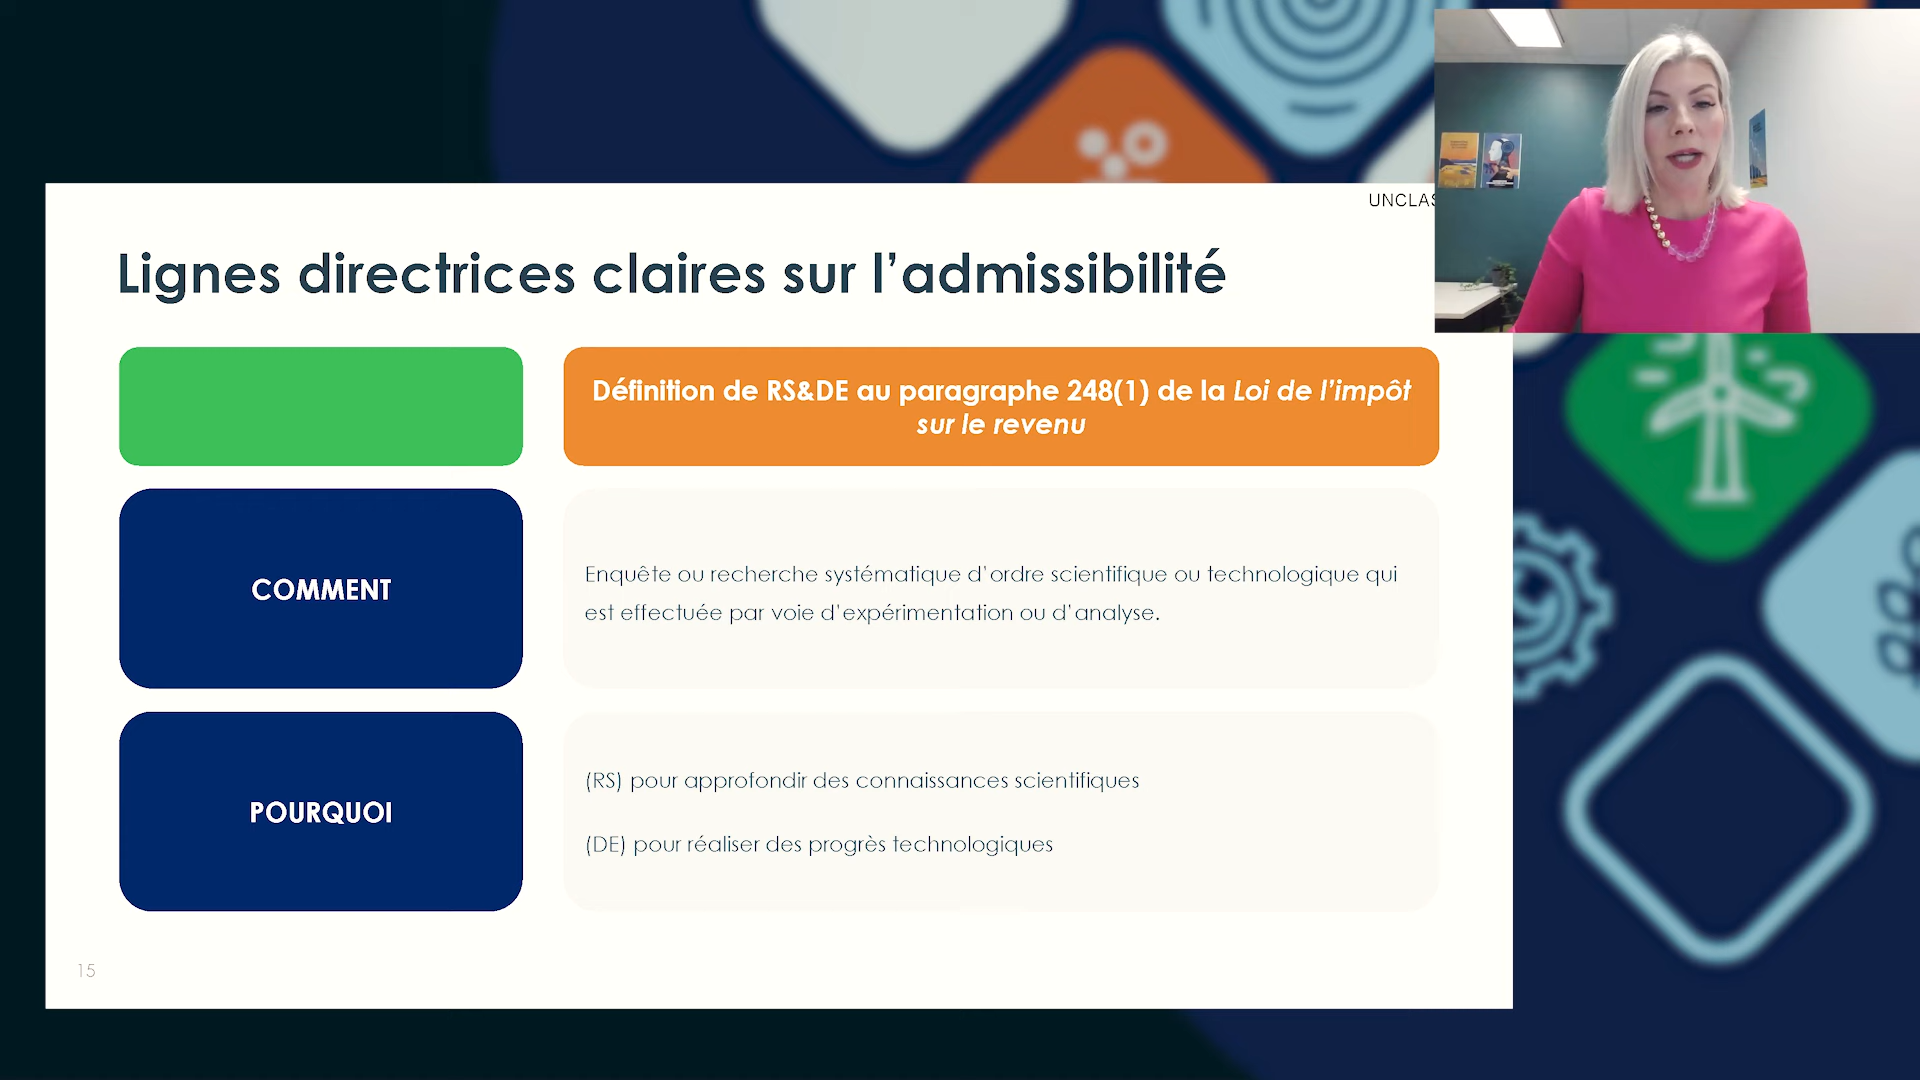 UNCLAS
Lignes directrices claires sur l’admissibilité
Définition de RS&DE au paragraphe 248(1) de la Loi de l’impôt
sur le revenu
COMMENT
Enquête ou recherche systématique d’ordre scientifique ou technologique qui
est effectuée par voie d’expérimentation ou d’analyse.
POURQUOI
(RS) pour approfondir des connaissances scientifiques
(DE) pour réaliser des progrès technologiques
15